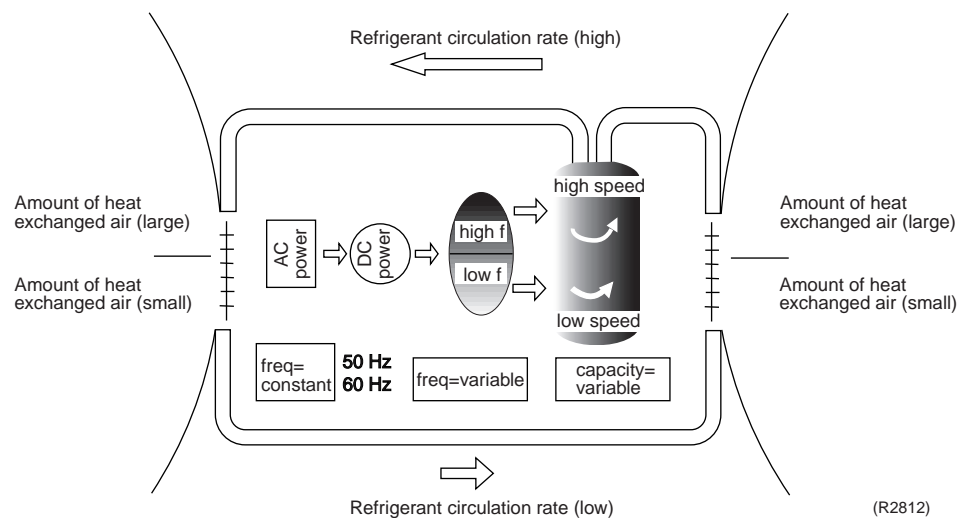 Refrigerant circulation rate (high)
Amount of heat
exchanged air (large)
Amount of heat
exchanged air (small)
AC
power
DC
power
high f
low f
high speed
low speed
Amount of heat
exchanged air (large)
Amount of heat
exchanged air (small)
freq=
constant
50 Hz
60 Hz
freq=variable
capacity=
variable
Refrigerant circulation rate (low)
(R2812)